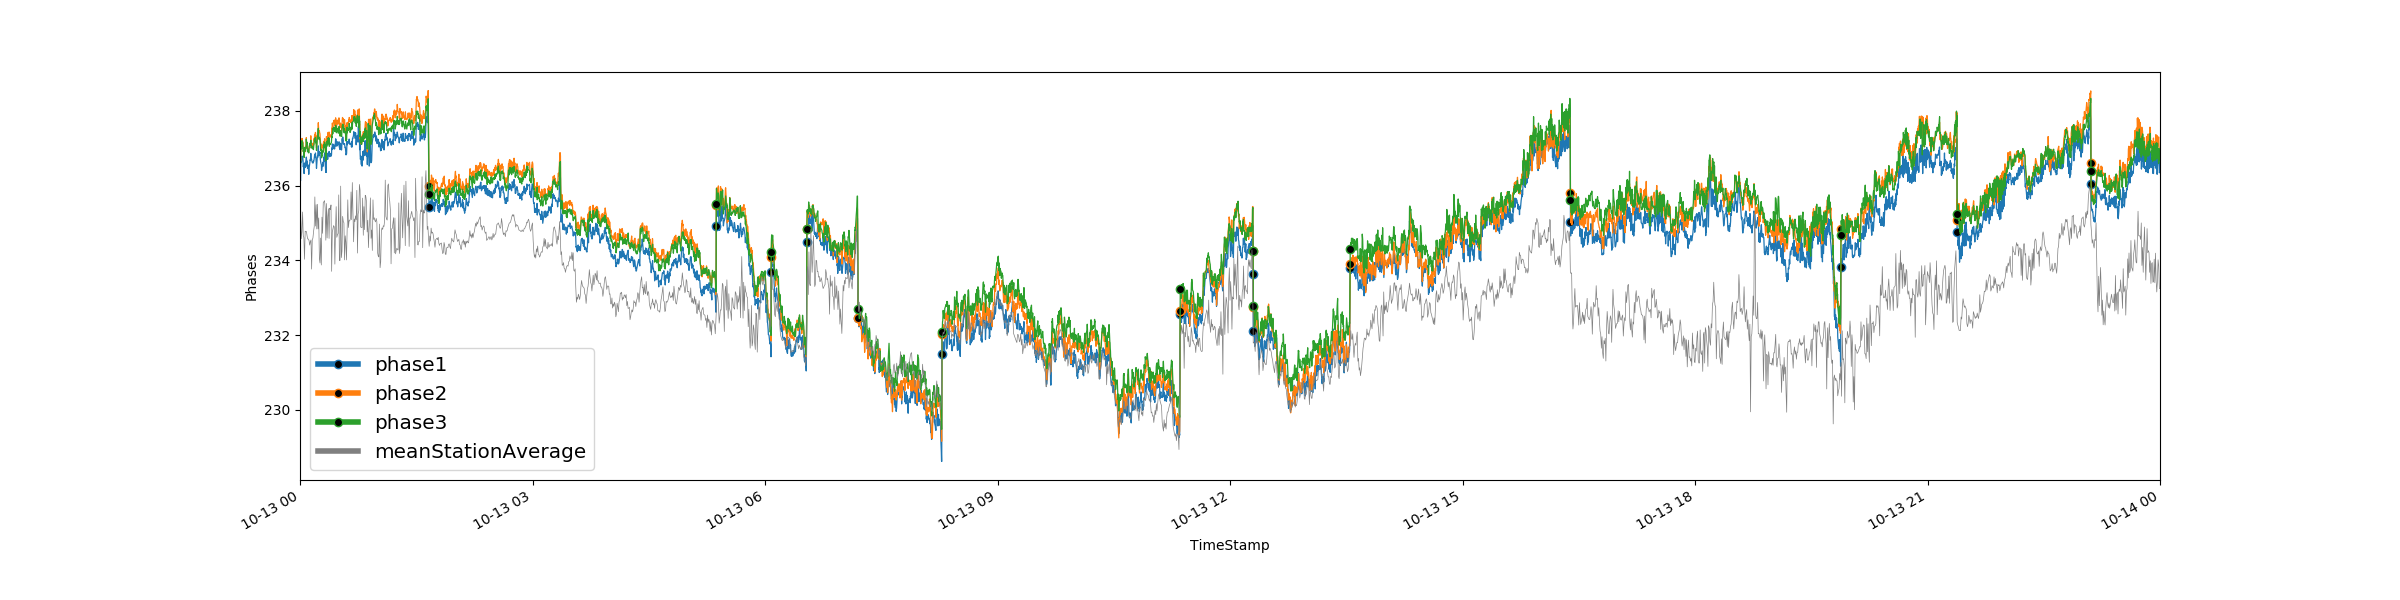 238
236
234
232
230
Phases
phase1
phase2
phase3
meanStationAverage
10-13 00
10-13 03
10-13 06
10-13 09
10-13 12
10-13 15
10-13 18
10-13 21
10-14 00
TimeStamp